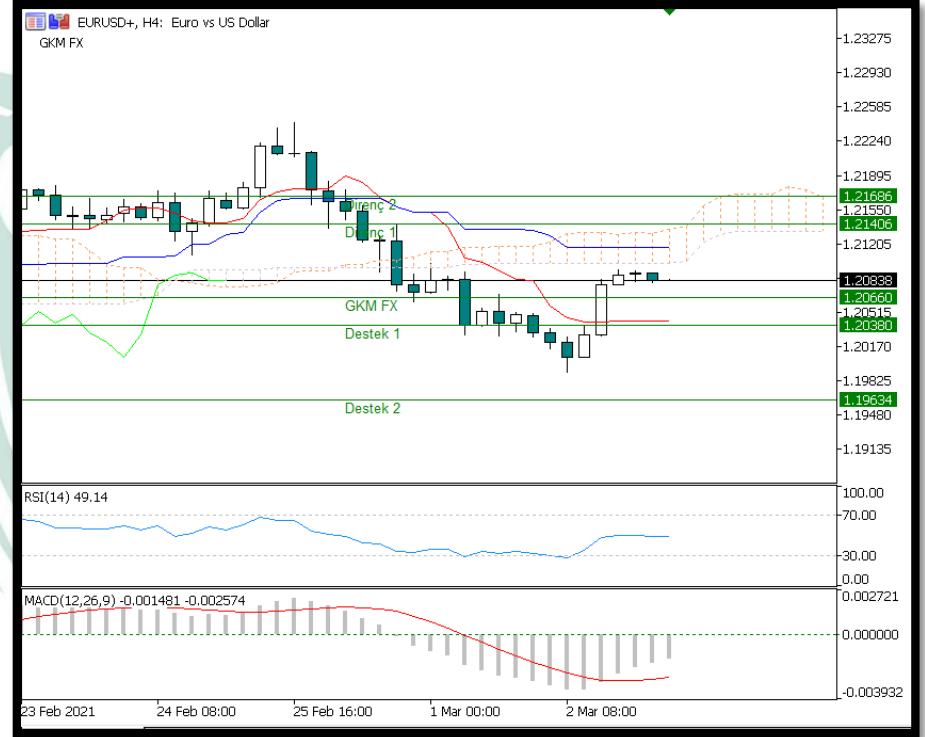 EURUSD+, H4: Euro vs US Dollar
GKM FX
1.23275
1.22930
1.22585
1.22240
1.21895
1.21686
1.21550
1.21406
1.21205
1.20838
1.20660
1.20515
1.20380
1.20170
1.19825
1.19634
1.19480
1.19135
Direnç 2
Direnç 1
GKM FX
Destek 1
Destek 2
RSI(14) 49.14
100.00
70.00
30.00
0.00
MACD(12,26,9) -0.001481 -0.002574
0.002721
0.000000
-0.003932
23 Feb 2021
24 Feb 08:00
25 Feb 16:00
1 Mar 00:00
2 Mar 08:00